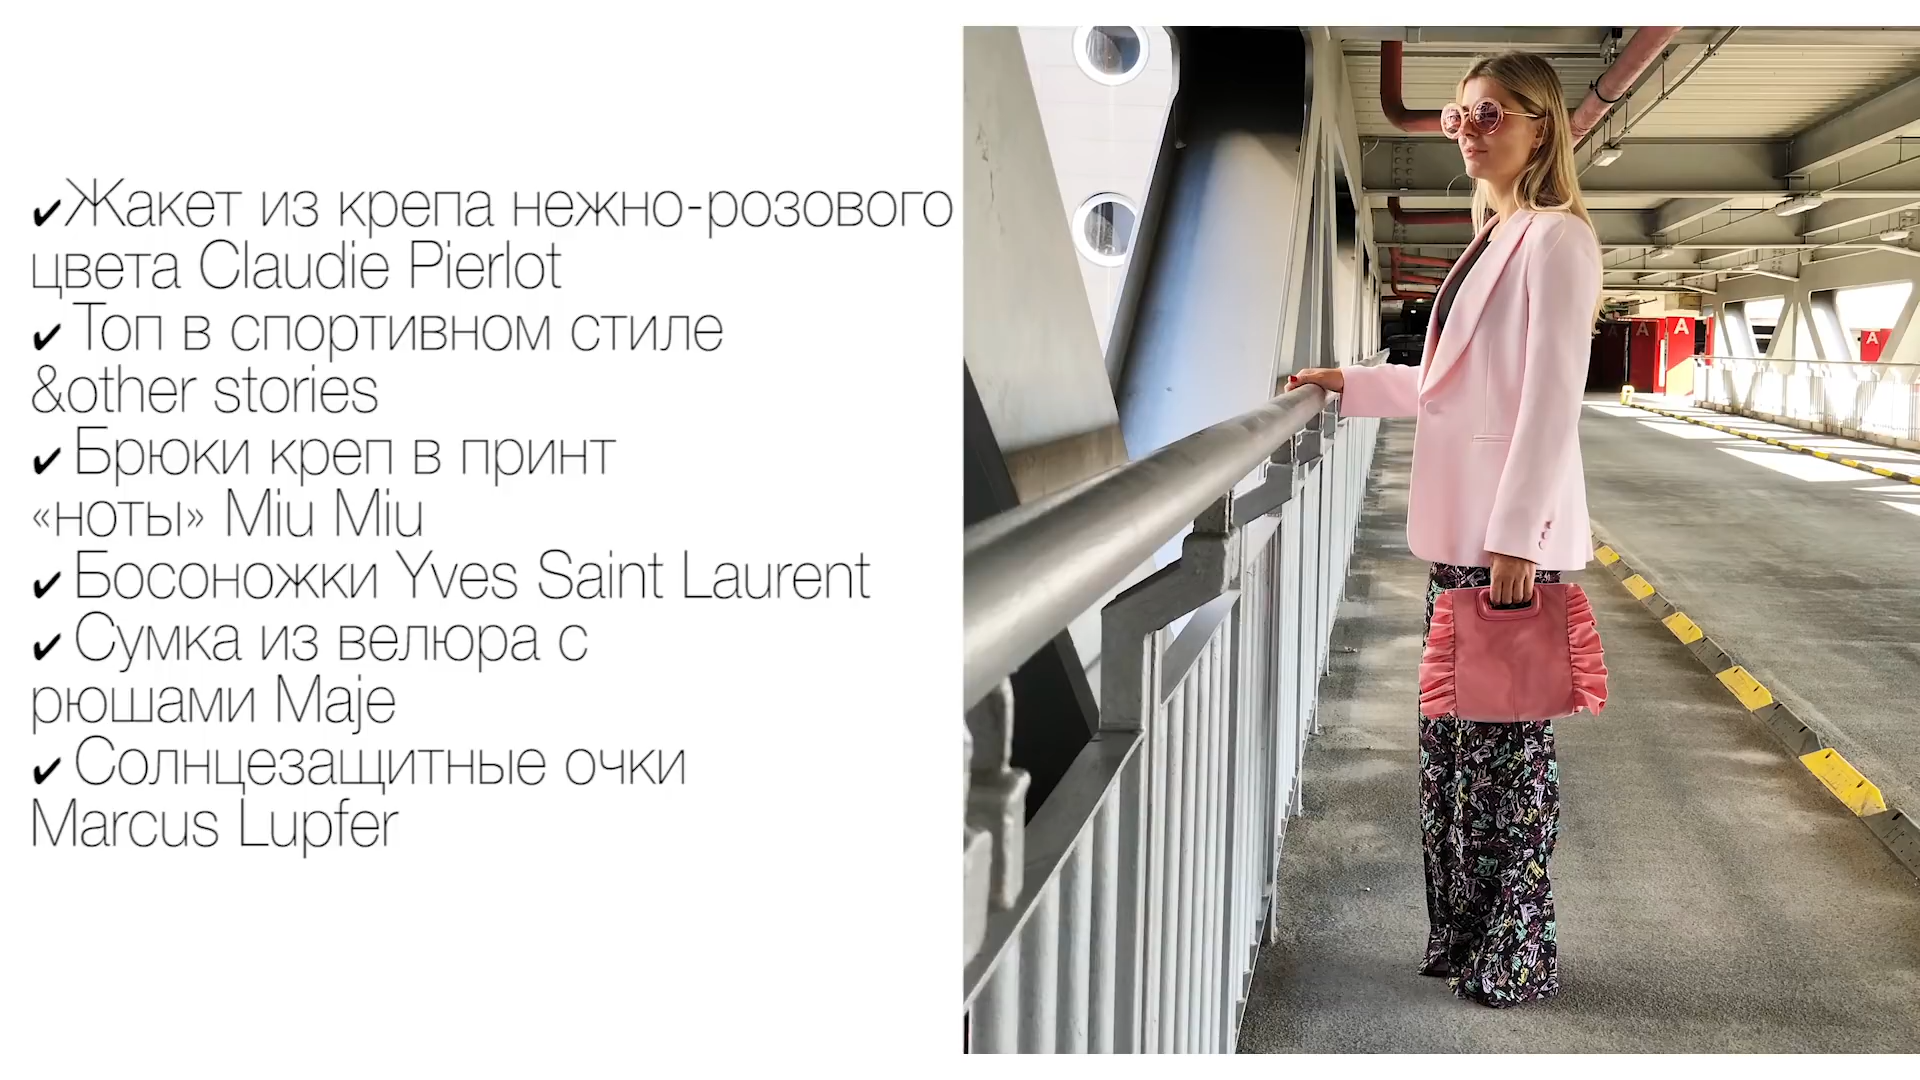 ✔Жакет из крепа нежно-розового
цвета Claudie Pierlot
✔ Топ в спортивном стиле
&other stories
✔ Брюки креп в принт
«ноты» Miu Miu
✔ Босоножки Yves Saint Laurent
✔ Сумка из велюра с
рюшами Maje
✔ Солнцезащитные очки
Marcus Lupfer
A A A
A